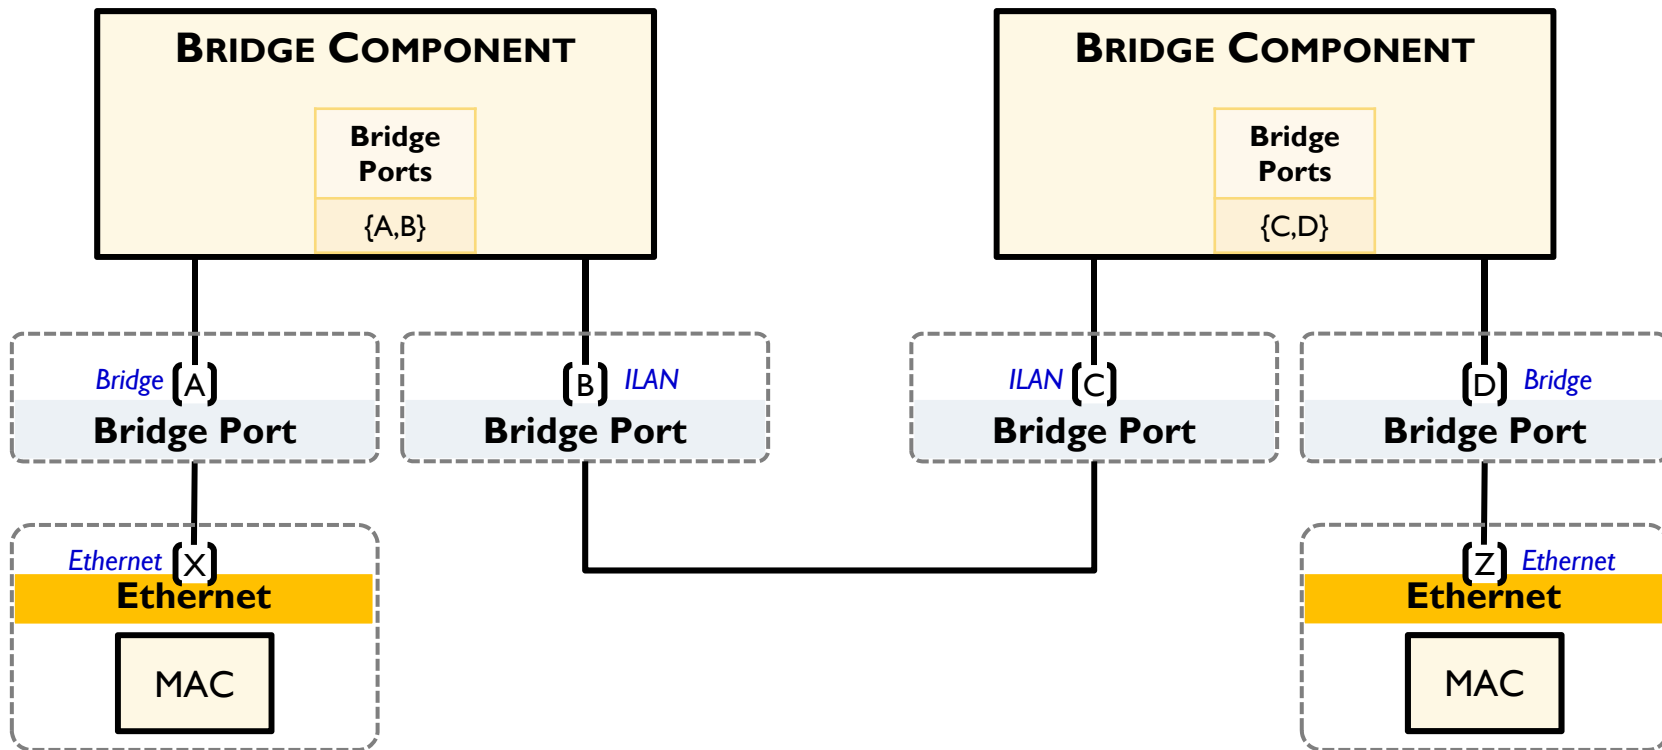 BRIDGE COMPONENT
Bridge
Ports
{A,B}
BRIDGE COMPONENT
Bridge
Ports
{C,D}
Bridge [A]
Bridge Port
[B] ILAN
Bridge Port
ILAN [C]
Bridge Port
[D] Bridge
Bridge Port
Ethernet [X]
Ethernet
MAC
[Z] Ethernet
Ethernet
MAC